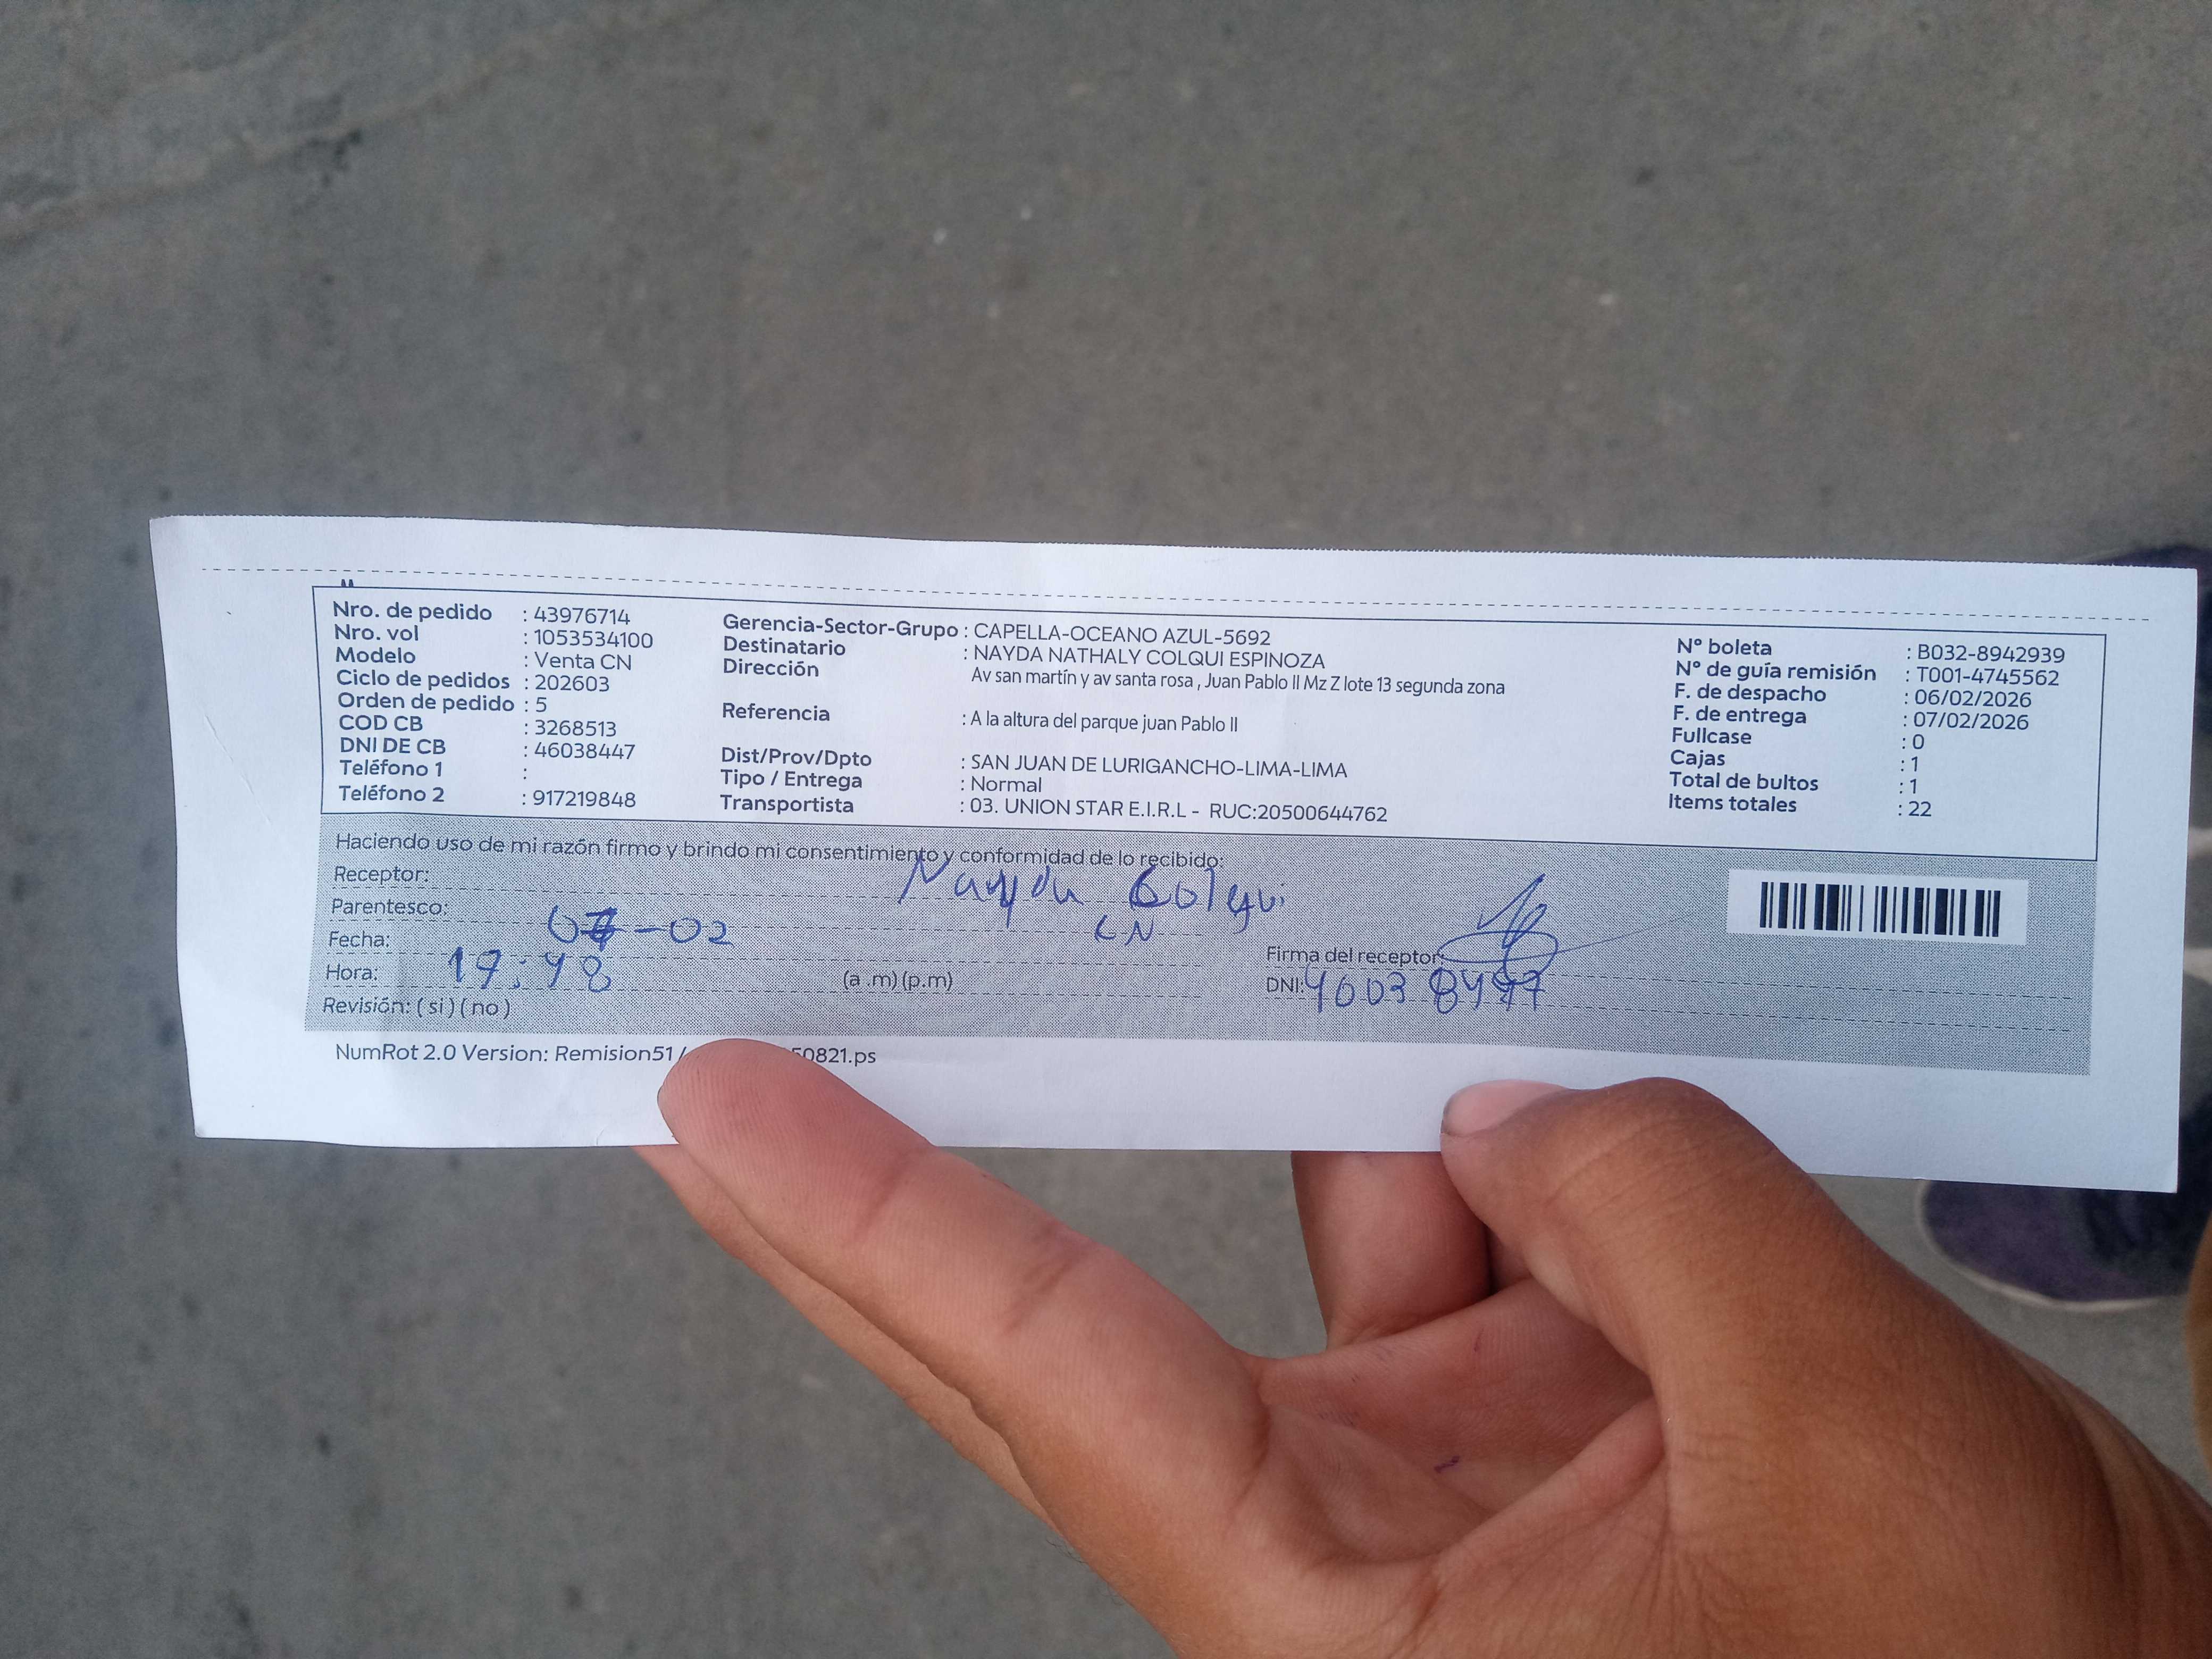 Nro. de pedido : 43976714
Nro. vol : 1053534100
Modelo : Venta CN
Ciclo de pedidos : 202603
Orden de pedido : 5
COD CB : 3268513
DNI DE CB : 46038447
Teléfono 1 :
Teléfono 2 : 917219848
Gerencia-Sector-Grupo : CAPELLA-OCEANO AZUL-5692
Destinatario : NAYDA NATHALY COLQUI ESPINOZA
Dirección Av san martín y av santa rosa , Juan Pablo II Mz Z lote 13 segunda zona
Referencia : A la altura del parque juan Pablo II
Dist/Prov/Dpto : SAN JUAN DE LURIGANCHO-LIMA-LIMA
Tipo / Entrega : Normal
Transportista : 03. UNION STAR E.I.R.L - RUC:20500644762
N° boleta : B032-8942939
N° de guía remisión : T001-4745562
F. de despacho : 06/02/2026
F. de entrega : 07/02/2026
Fullcase : 0
Cajas : 1
Total de bultos : 1
Items totales : 22
Haciendo uso de mi razón firmo y brindo mi consentimiento y conformidad de lo recibido:
Receptor: Nayda Colqui
Parentesco: CN
Fecha: 07-02
Hora: 17:48 (a .m) (p.m)
Revisión: ( si ) ( no )
Firma del receptor:
DNI: 46038447
NumRot 2.0 Version: Remision51 50821.ps